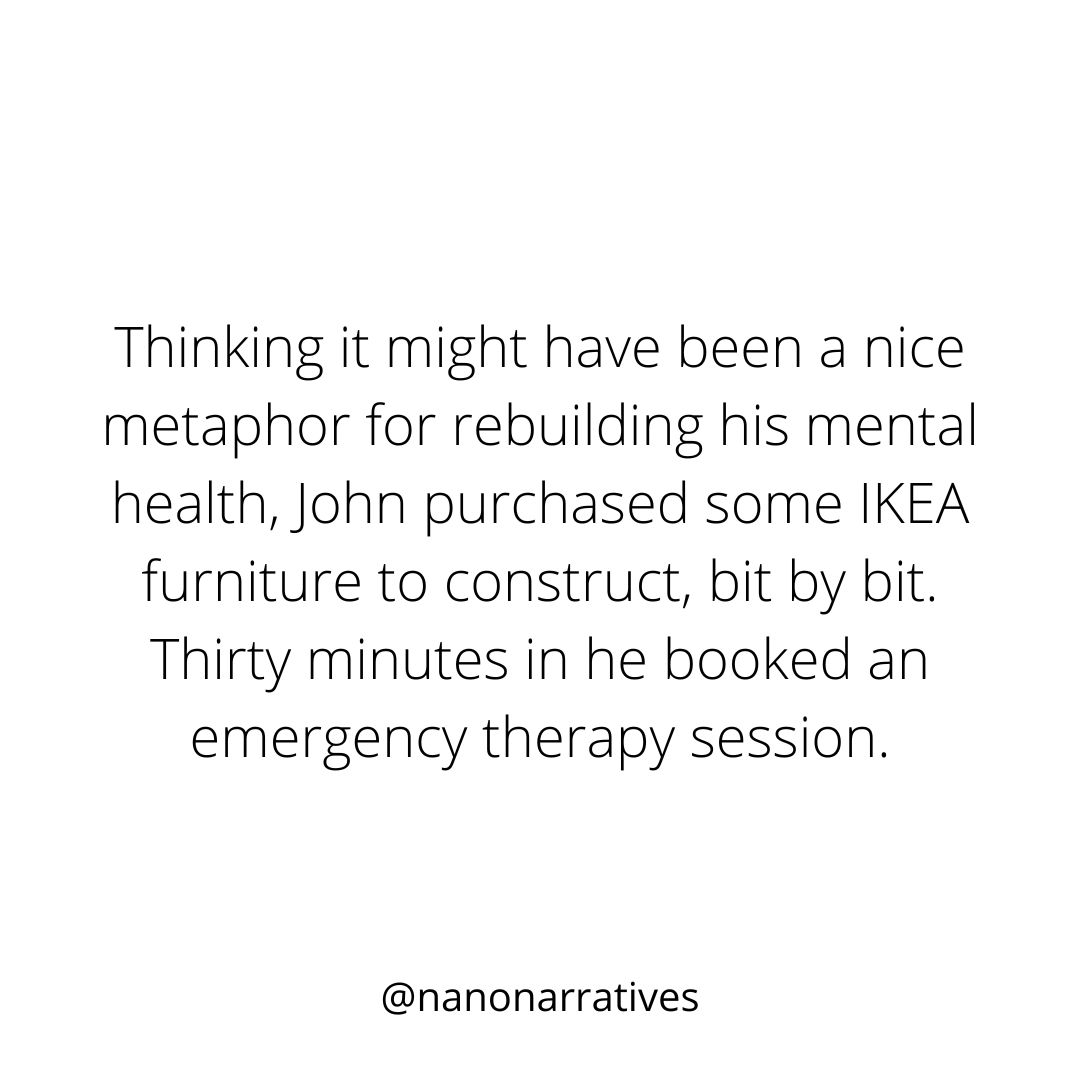 Thinking it might have been a nice
metaphor for rebuilding his mental
health, John purchased some IKEA
furniture to construct, bit by bit.
Thirty minutes in he booked an
emergency therapy session.
@nanonarratives